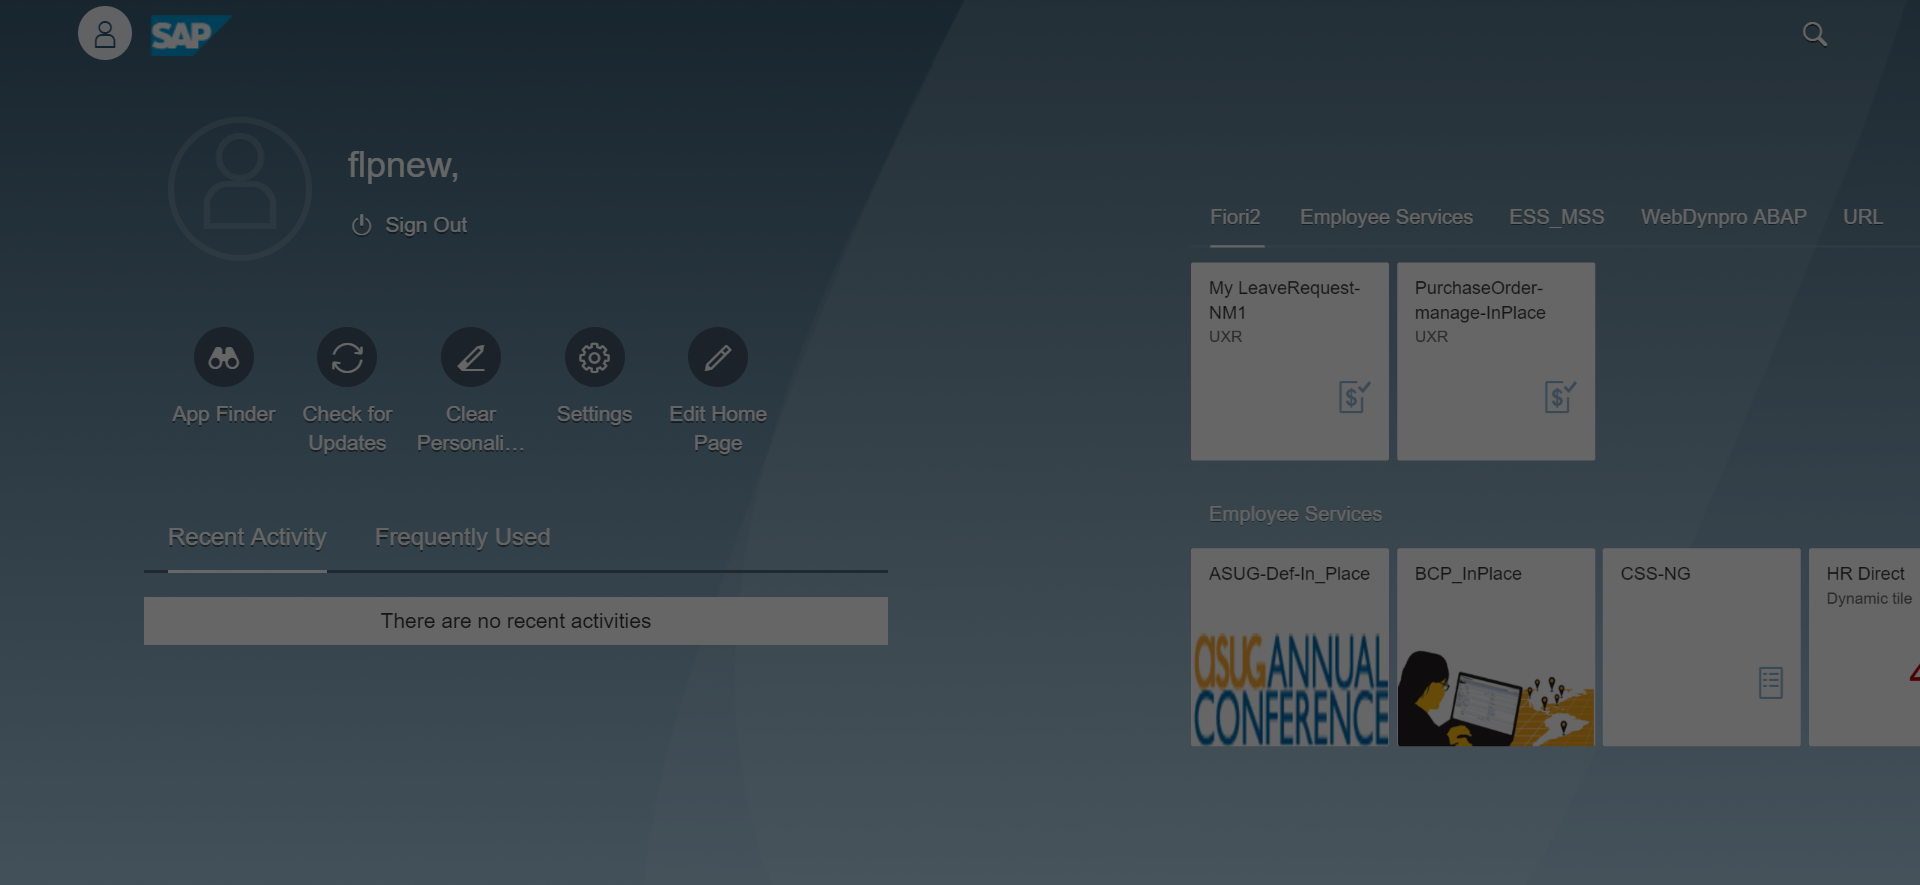 SAP
flpnew,
Sign Out
App Finder
Check for
Updates
Clear
Personali...
Settings
Edit Home
Page
Recent Activity
Frequently Used
There are no recent activities
Fiori2
Employee Services
ESS_MSS
WebDynpro ABAP
URL
My LeaveRequest-
NM1
UXR
PurchaseOrder-
manage-InPlace
UXR
Employee Services
ASUG-Def-In_Place
asug ANNUAL
CONFERENCE
BCP_InPlace
CSS-NG
HR Direct
Dynamic tile